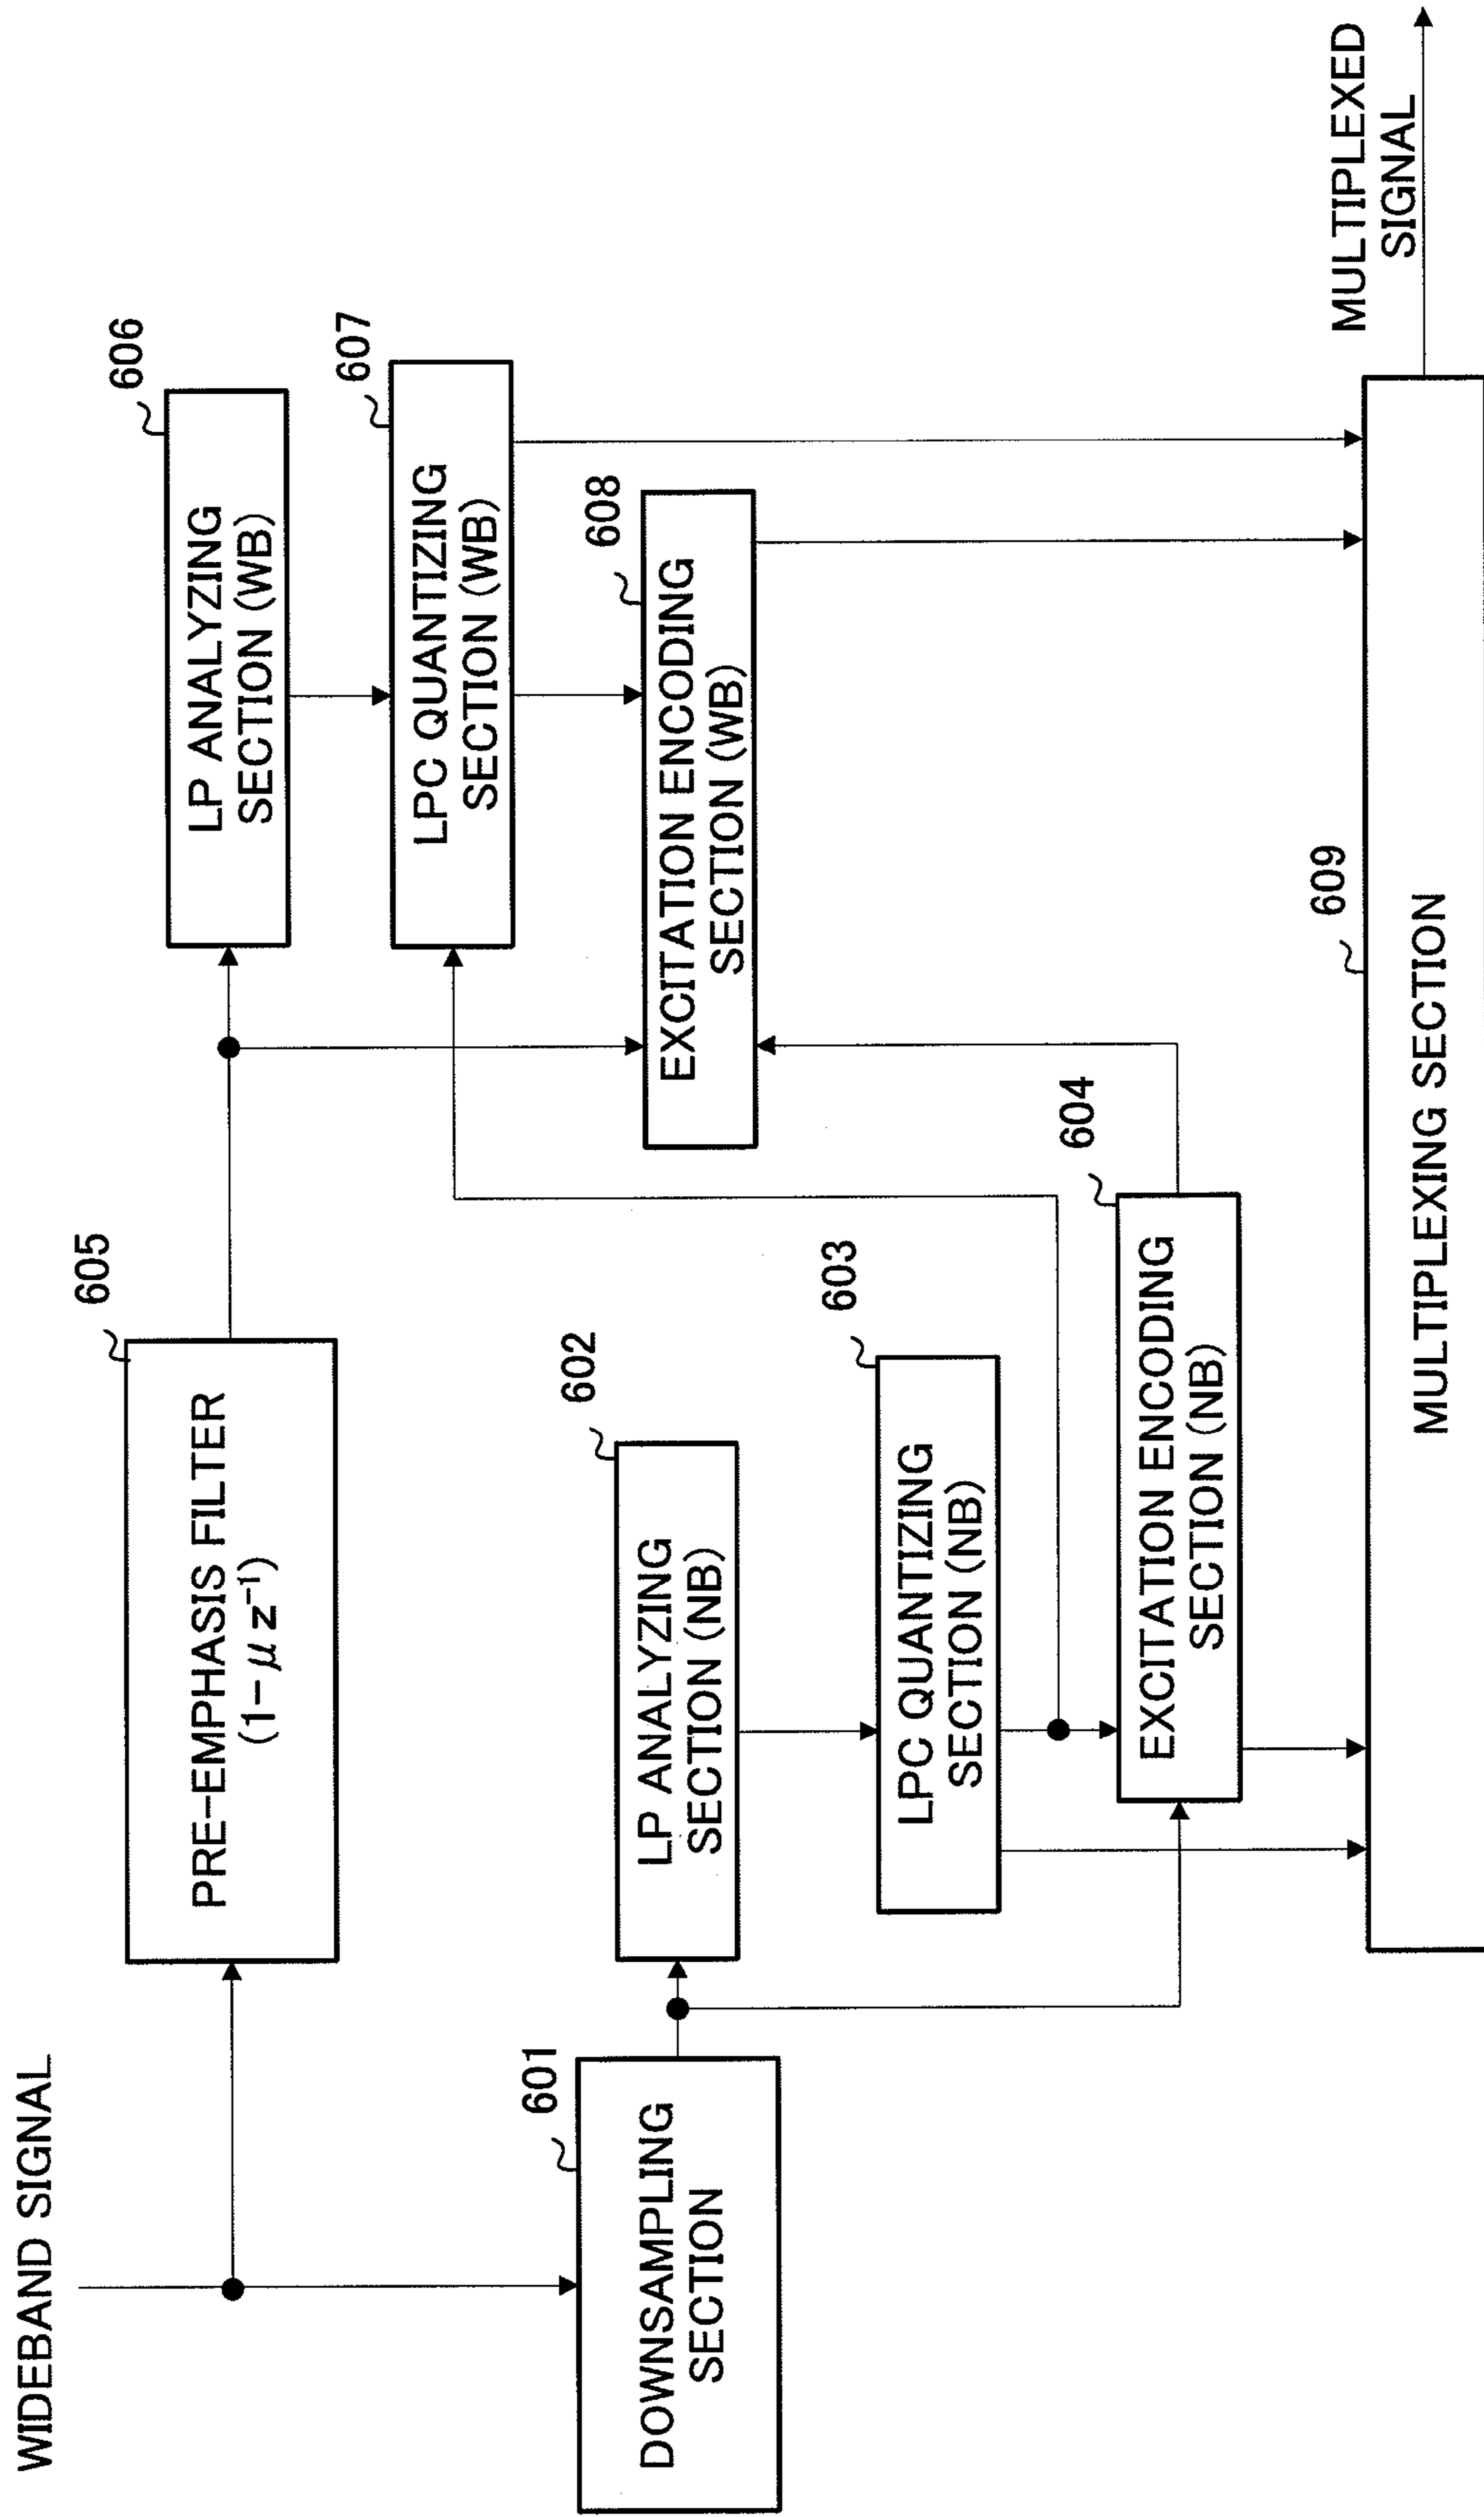 WIDEBAND SIGNAL
605
PRE-EMPHASIS FILTER
(1-μz⁻¹)
606
LP ANALYZING
SECTION (WB)
607
LPC QUANTIZING
SECTION (WB)
608
EXCITATION ENCODING
SECTION (WB)
601
DOWNSAMPLING
SECTION
602
LP ANALYZING
SECTION (NB)
603
LPC QUANTIZING
SECTION (NB)
604
EXCITATION ENCODING
SECTION (NB)
609
MULTIPLEXING SECTION
MULTIPLEXED
SIGNAL